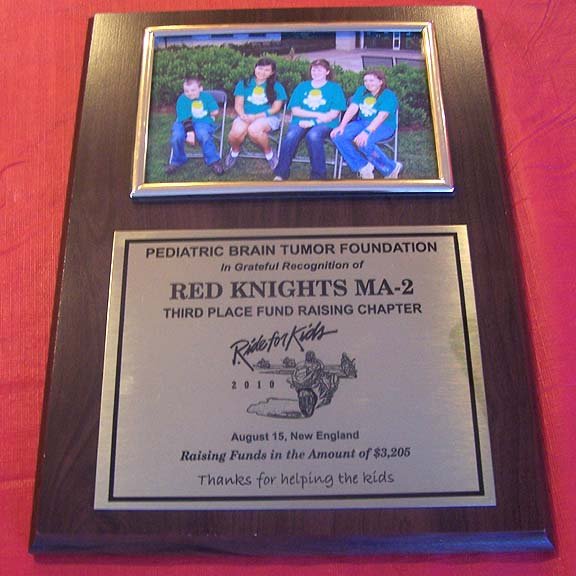 PEDIATRIC BRAIN TUMOR FOUNDATION
In Grateful Recognition of
RED KNIGHTS MA-2
THIRD PLACE FUND RAISING CHAPTER
Ride for Kids
2010
August 15, New England
Raising Funds in the Amount of $3,205
Thanks for helping the kids